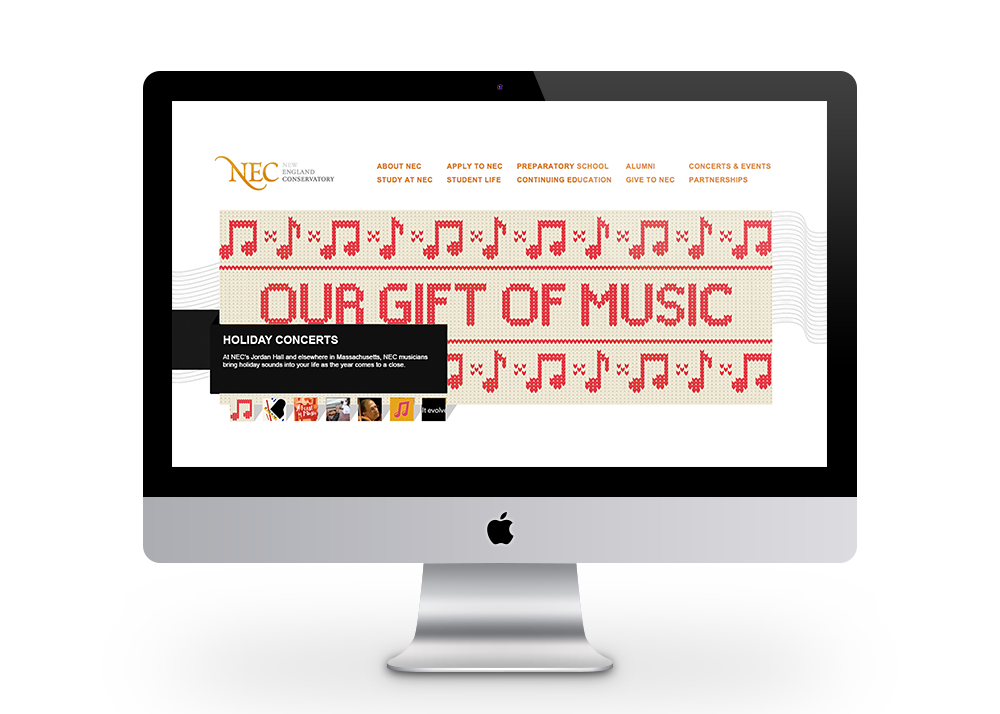 NEC NEW
ENGLAND
CONSERVATORY
ABOUT NEC APPLY TO NEC PREPARATORY SCHOOL ALUMNI CONCERTS & EVENTS
STUDY AT NEC STUDENT LIFE CONTINUING EDUCATION GIVE TO NEC PARTNERSHIPS
OUR GIFT OF MUSIC
HOLIDAY CONCERTS
At NEC's Jordan Hall and elsewhere in Massachusetts, NEC musicians
bring holiday sounds into your life as the year comes to a close.
It evolve